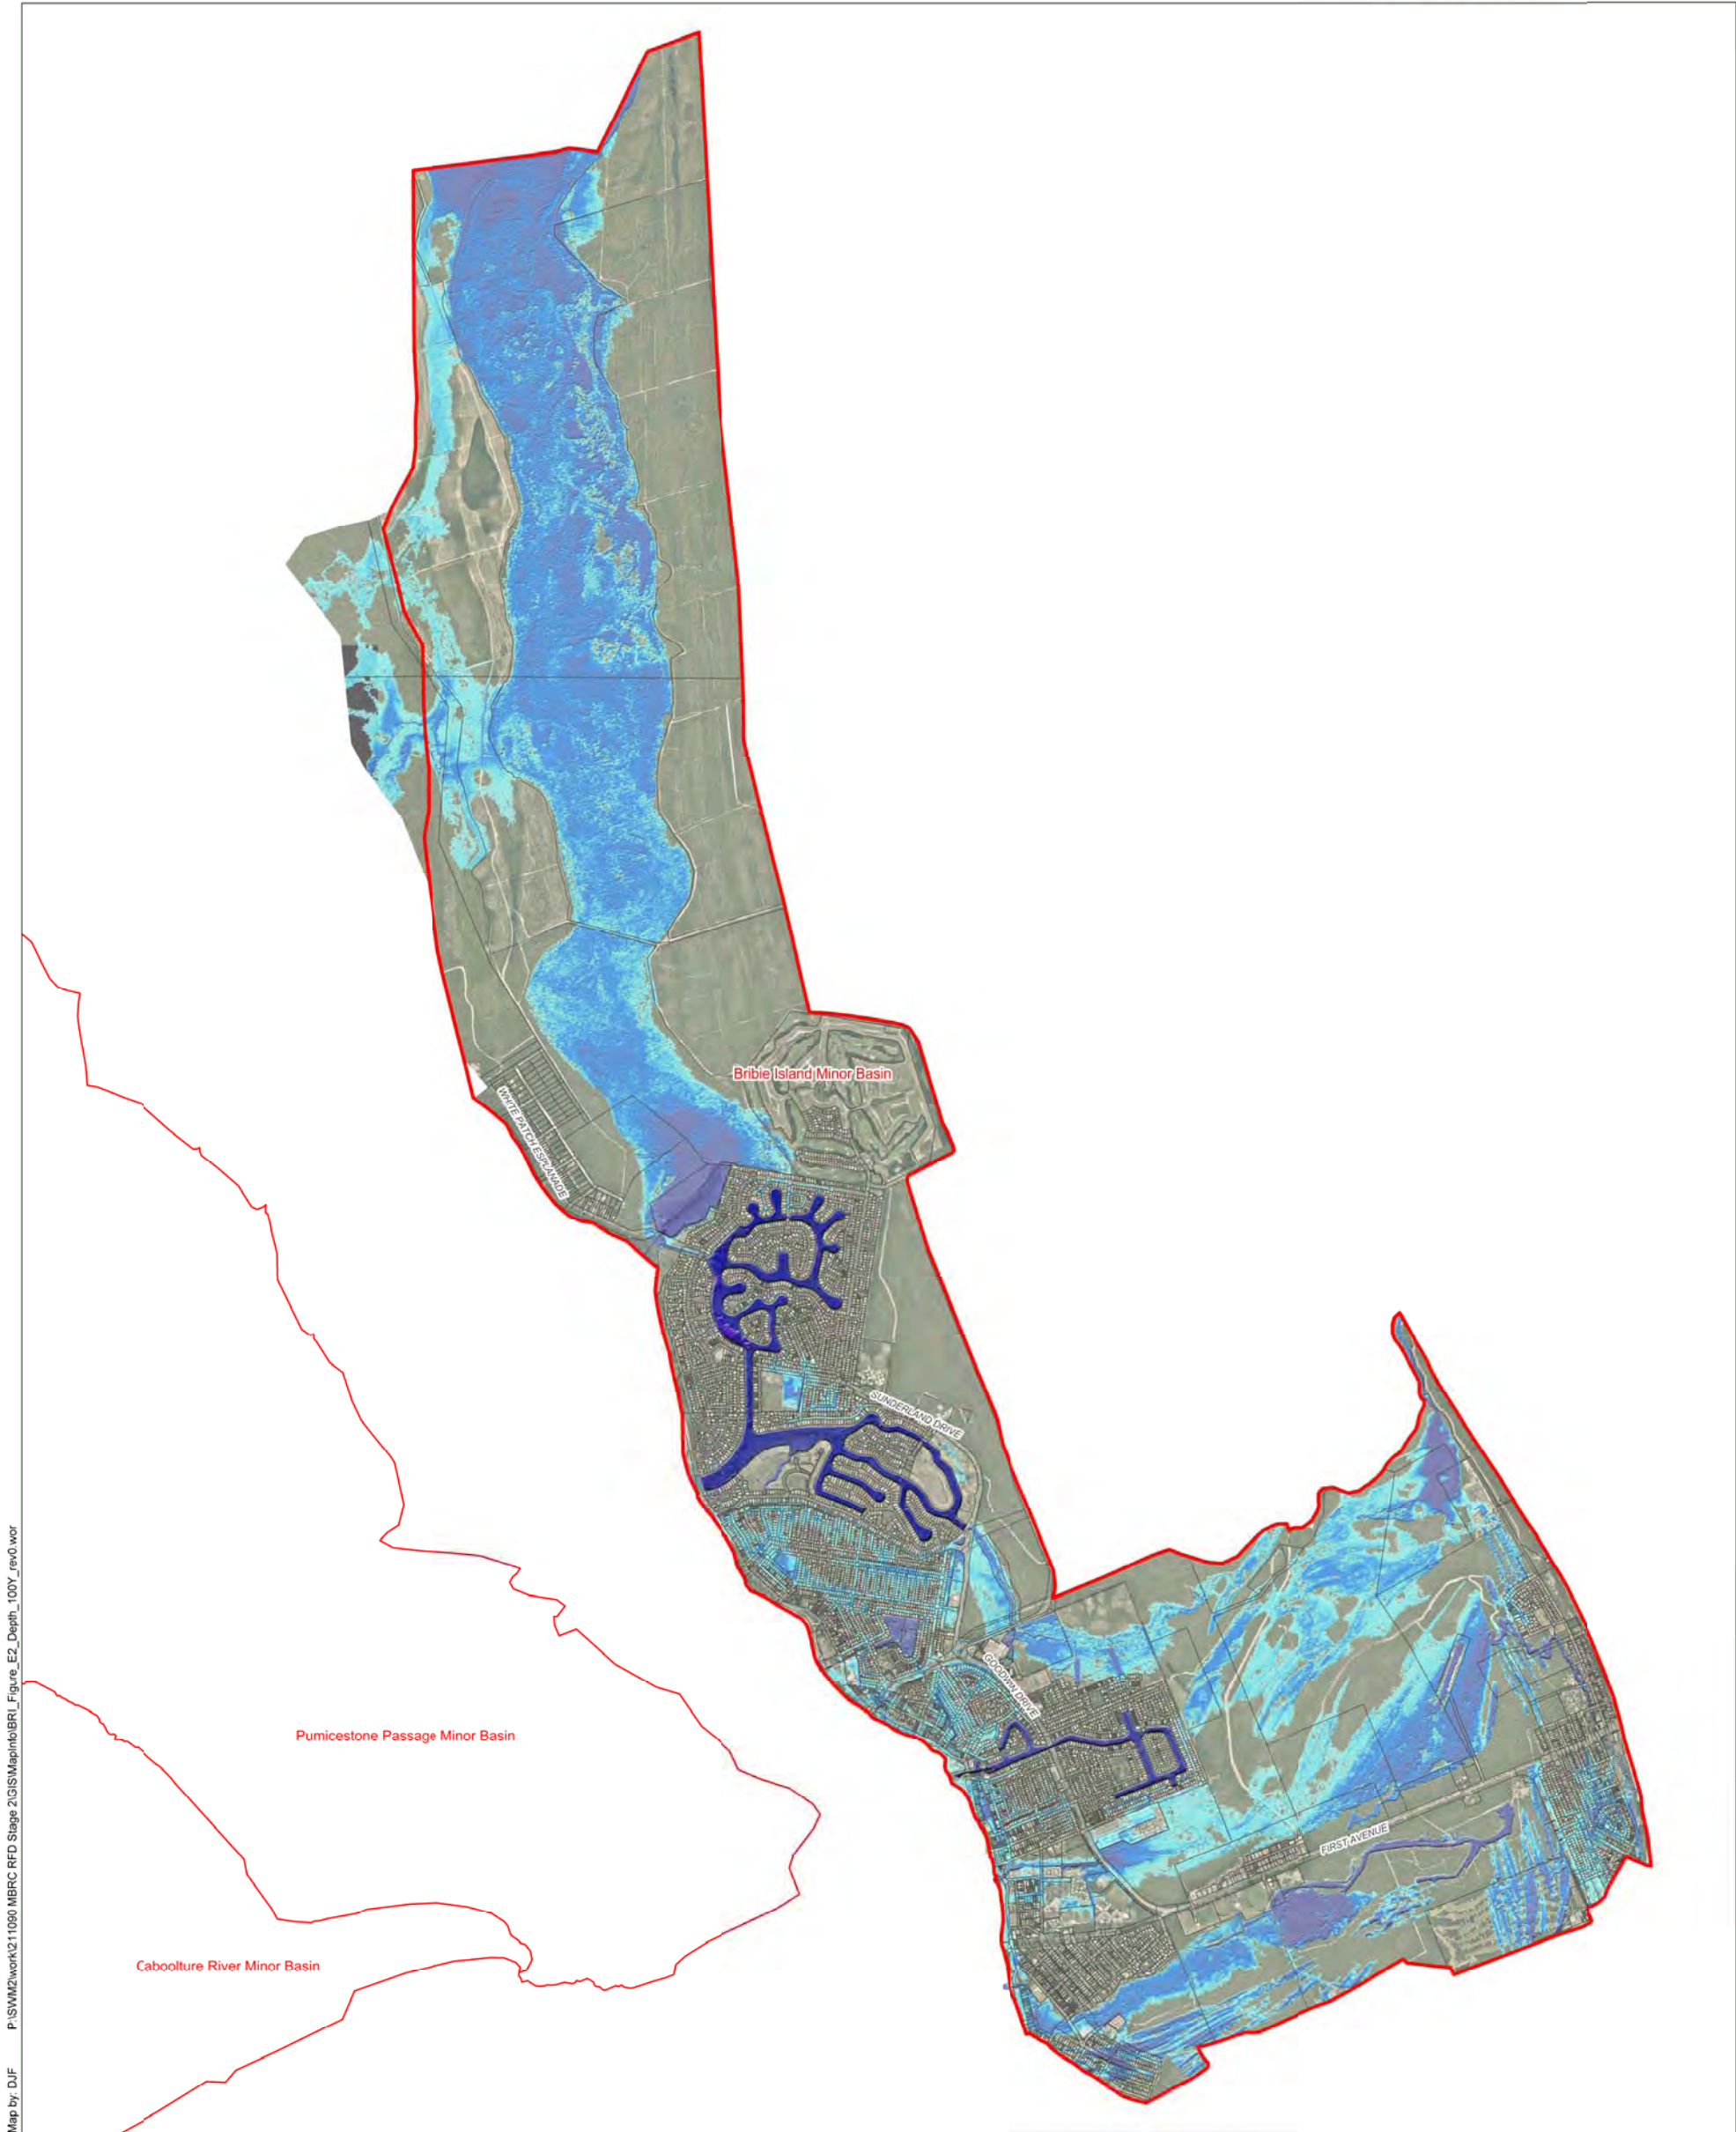 Bribie Island Minor Basin
WHITE PATCH ESPLANADE
SUNDERLAND DRIVE
GOODWIN DRIVE
Pumicestone Passage Minor Basin
FIRST AVENUE
Caboolture River Minor Basin
Map by: DJF P:\SWM2\work\211090 MBRC RFD Stage 2\GIS\MapInfo\BRI_Figure_E2_Depth_100Y_rev0.wor